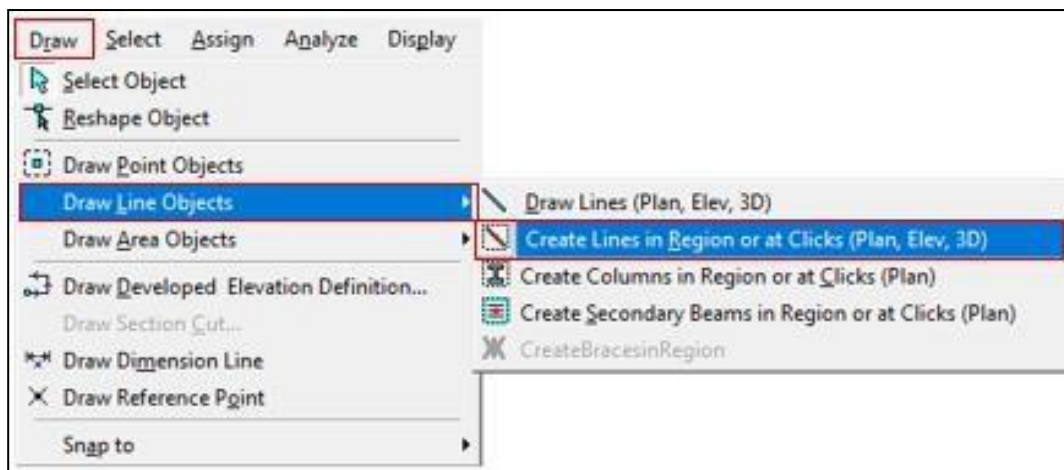 Draw Select Assign Analyze Display
Select Object
Reshape Object
Draw Point Objects
Draw Line Objects
Draw Area Objects
Draw Developed Elevation Definition...
Draw Section Cut...
Draw Dimension Line
Draw Reference Point
Snap to
Draw Lines (Plan, Elev, 3D)
Create Lines in Region or at Clicks (Plan, Elev, 3D)
Create Columns in Region or at Clicks (Plan)
Create Secondary Beams in Region or at Clicks (Plan)
CreateBracesinRegion